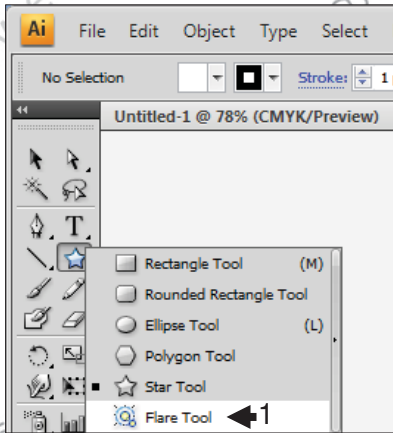 Ai File Edit Object Type Select
No Selection Stroke: 1
Untitled-1 @ 78% (CMYK/Preview)
T
Rectangle Tool (M)
Rounded Rectangle Tool
Ellipse Tool (L)
Polygon Tool
Star Tool
Flare Tool 1